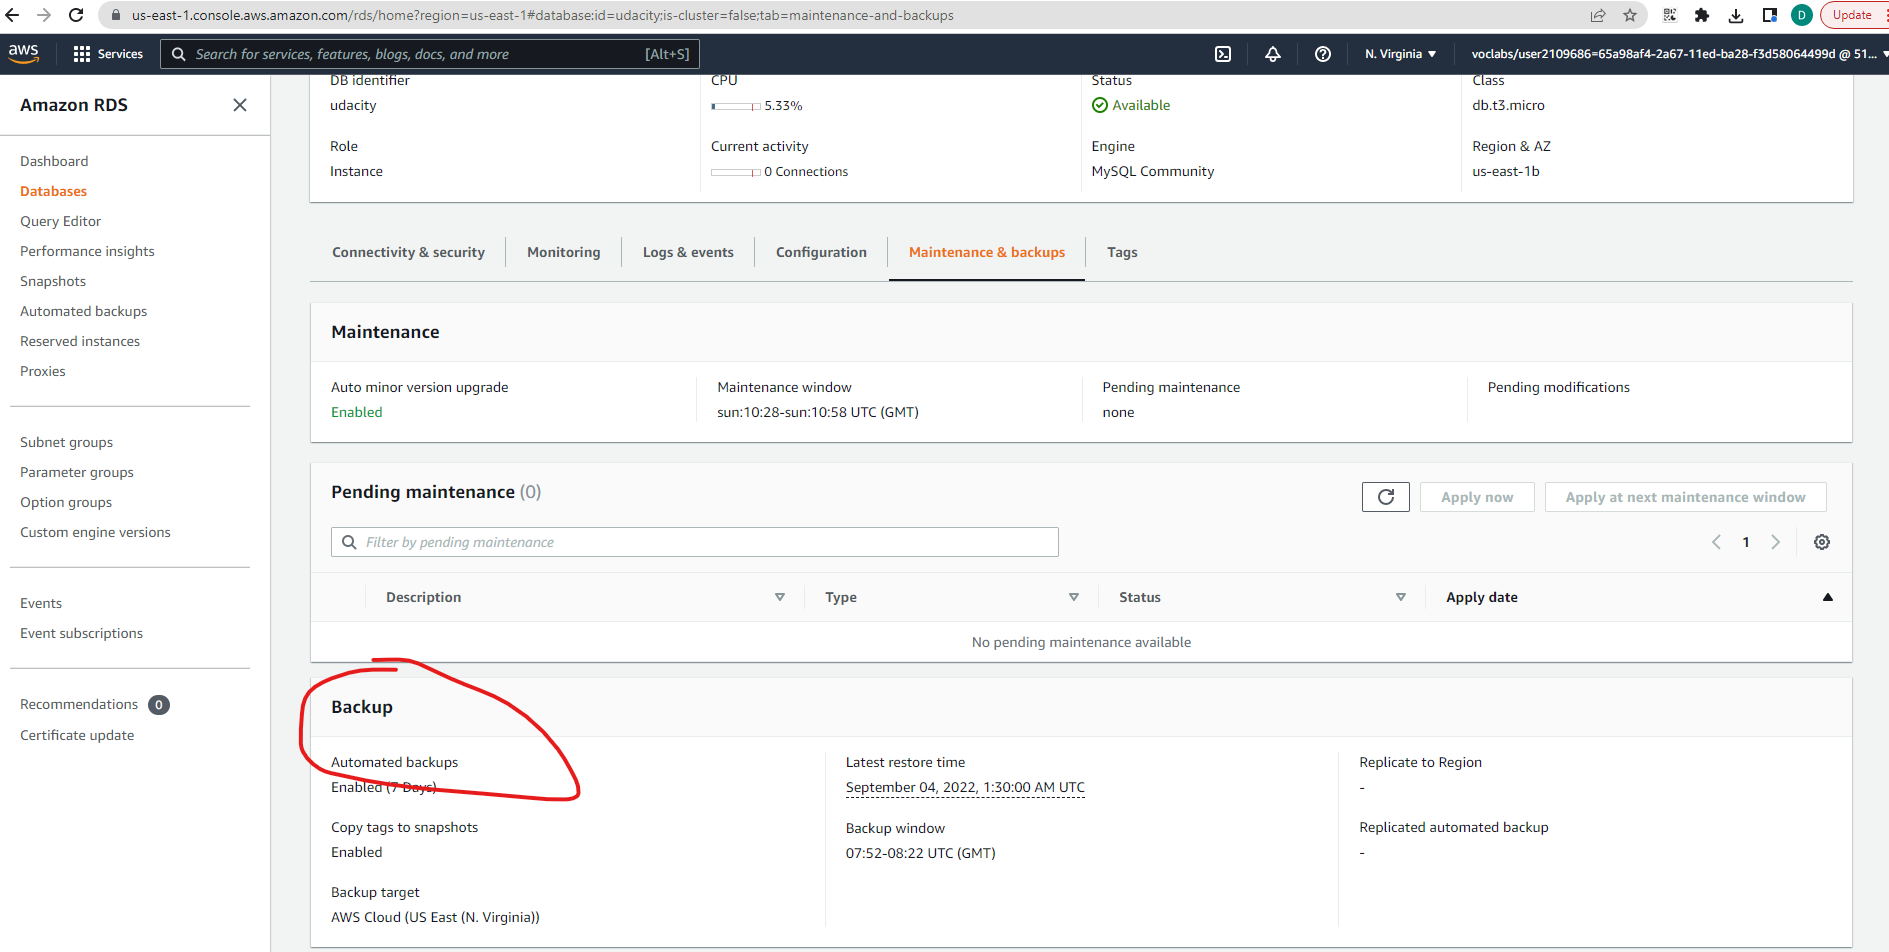 us-east-1.console.aws.amazon.com/rds/home?region=us-east-1#database:id=udacity;is-cluster=false;tab=maintenance-and-backups
D
Update
aws
Services
Search for services, features, blogs, docs, and more
[Alt+S]
N. Virginia
voclabs/user2109686=65a98af4-2a67-11ed-ba28-f3d58064499d @ 51...
Amazon RDS
Dashboard
Databases
Query Editor
Performance insights
Snapshots
Automated backups
Reserved instances
Proxies
Subnet groups
Parameter groups
Option groups
Custom engine versions
Events
Event subscriptions
Recommendations 0
Certificate update
DB identifier
udacity
CPU
5.33%
Status
Available
Class
db.t3.micro
Role
Instance
Current activity
0 Connections
Engine
MySQL Community
Region & AZ
us-east-1b
Connectivity & security
Monitoring
Logs & events
Configuration
Maintenance & backups
Tags
Maintenance
Auto minor version upgrade
Enabled
Maintenance window
sun:10:28-sun:10:58 UTC (GMT)
Pending maintenance
none
Pending modifications
Pending maintenance (0)
Apply now
Apply at next maintenance window
Filter by pending maintenance
1
Description
Type
Status
Apply date
No pending maintenance available
Backup
Automated backups
Enabled (7 Days)
Copy tags to snapshots
Enabled
Backup target
AWS Cloud (US East (N. Virginia))
Latest restore time
September 04, 2022, 1:30:00 AM UTC
Backup window
07:52-08:22 UTC (GMT)
Replicate to Region
-
Replicated automated backup
-